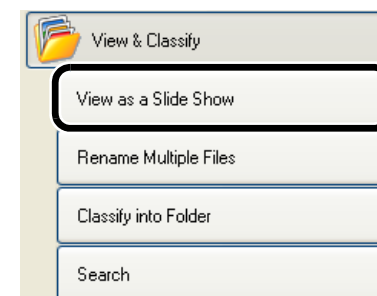 View & Classify
View as a Slide Show
Rename Multiple Files
Classify into Folder
Search